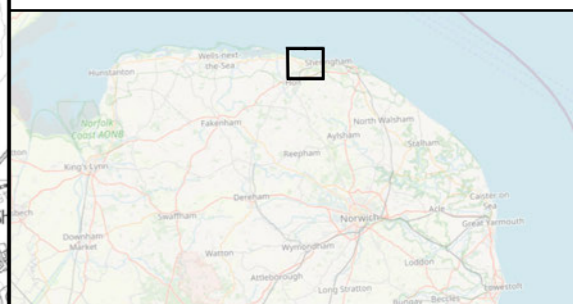 Wells-next-
the-Sea
Sheringham
Hunstanton
Holt
Norfolk
Coast AONB
Fakenham
North Walsham
Aylsham
Stalham
King's Lynn
Reepham
Dereham
Caister on
Sea
Swaffham
Norwich
Acle
Great Yarmouth
Downham
Market
Watton
Wymondham
Loddon
Attleborough
Long Stratton
Bungay
Beccles
Lowestoft